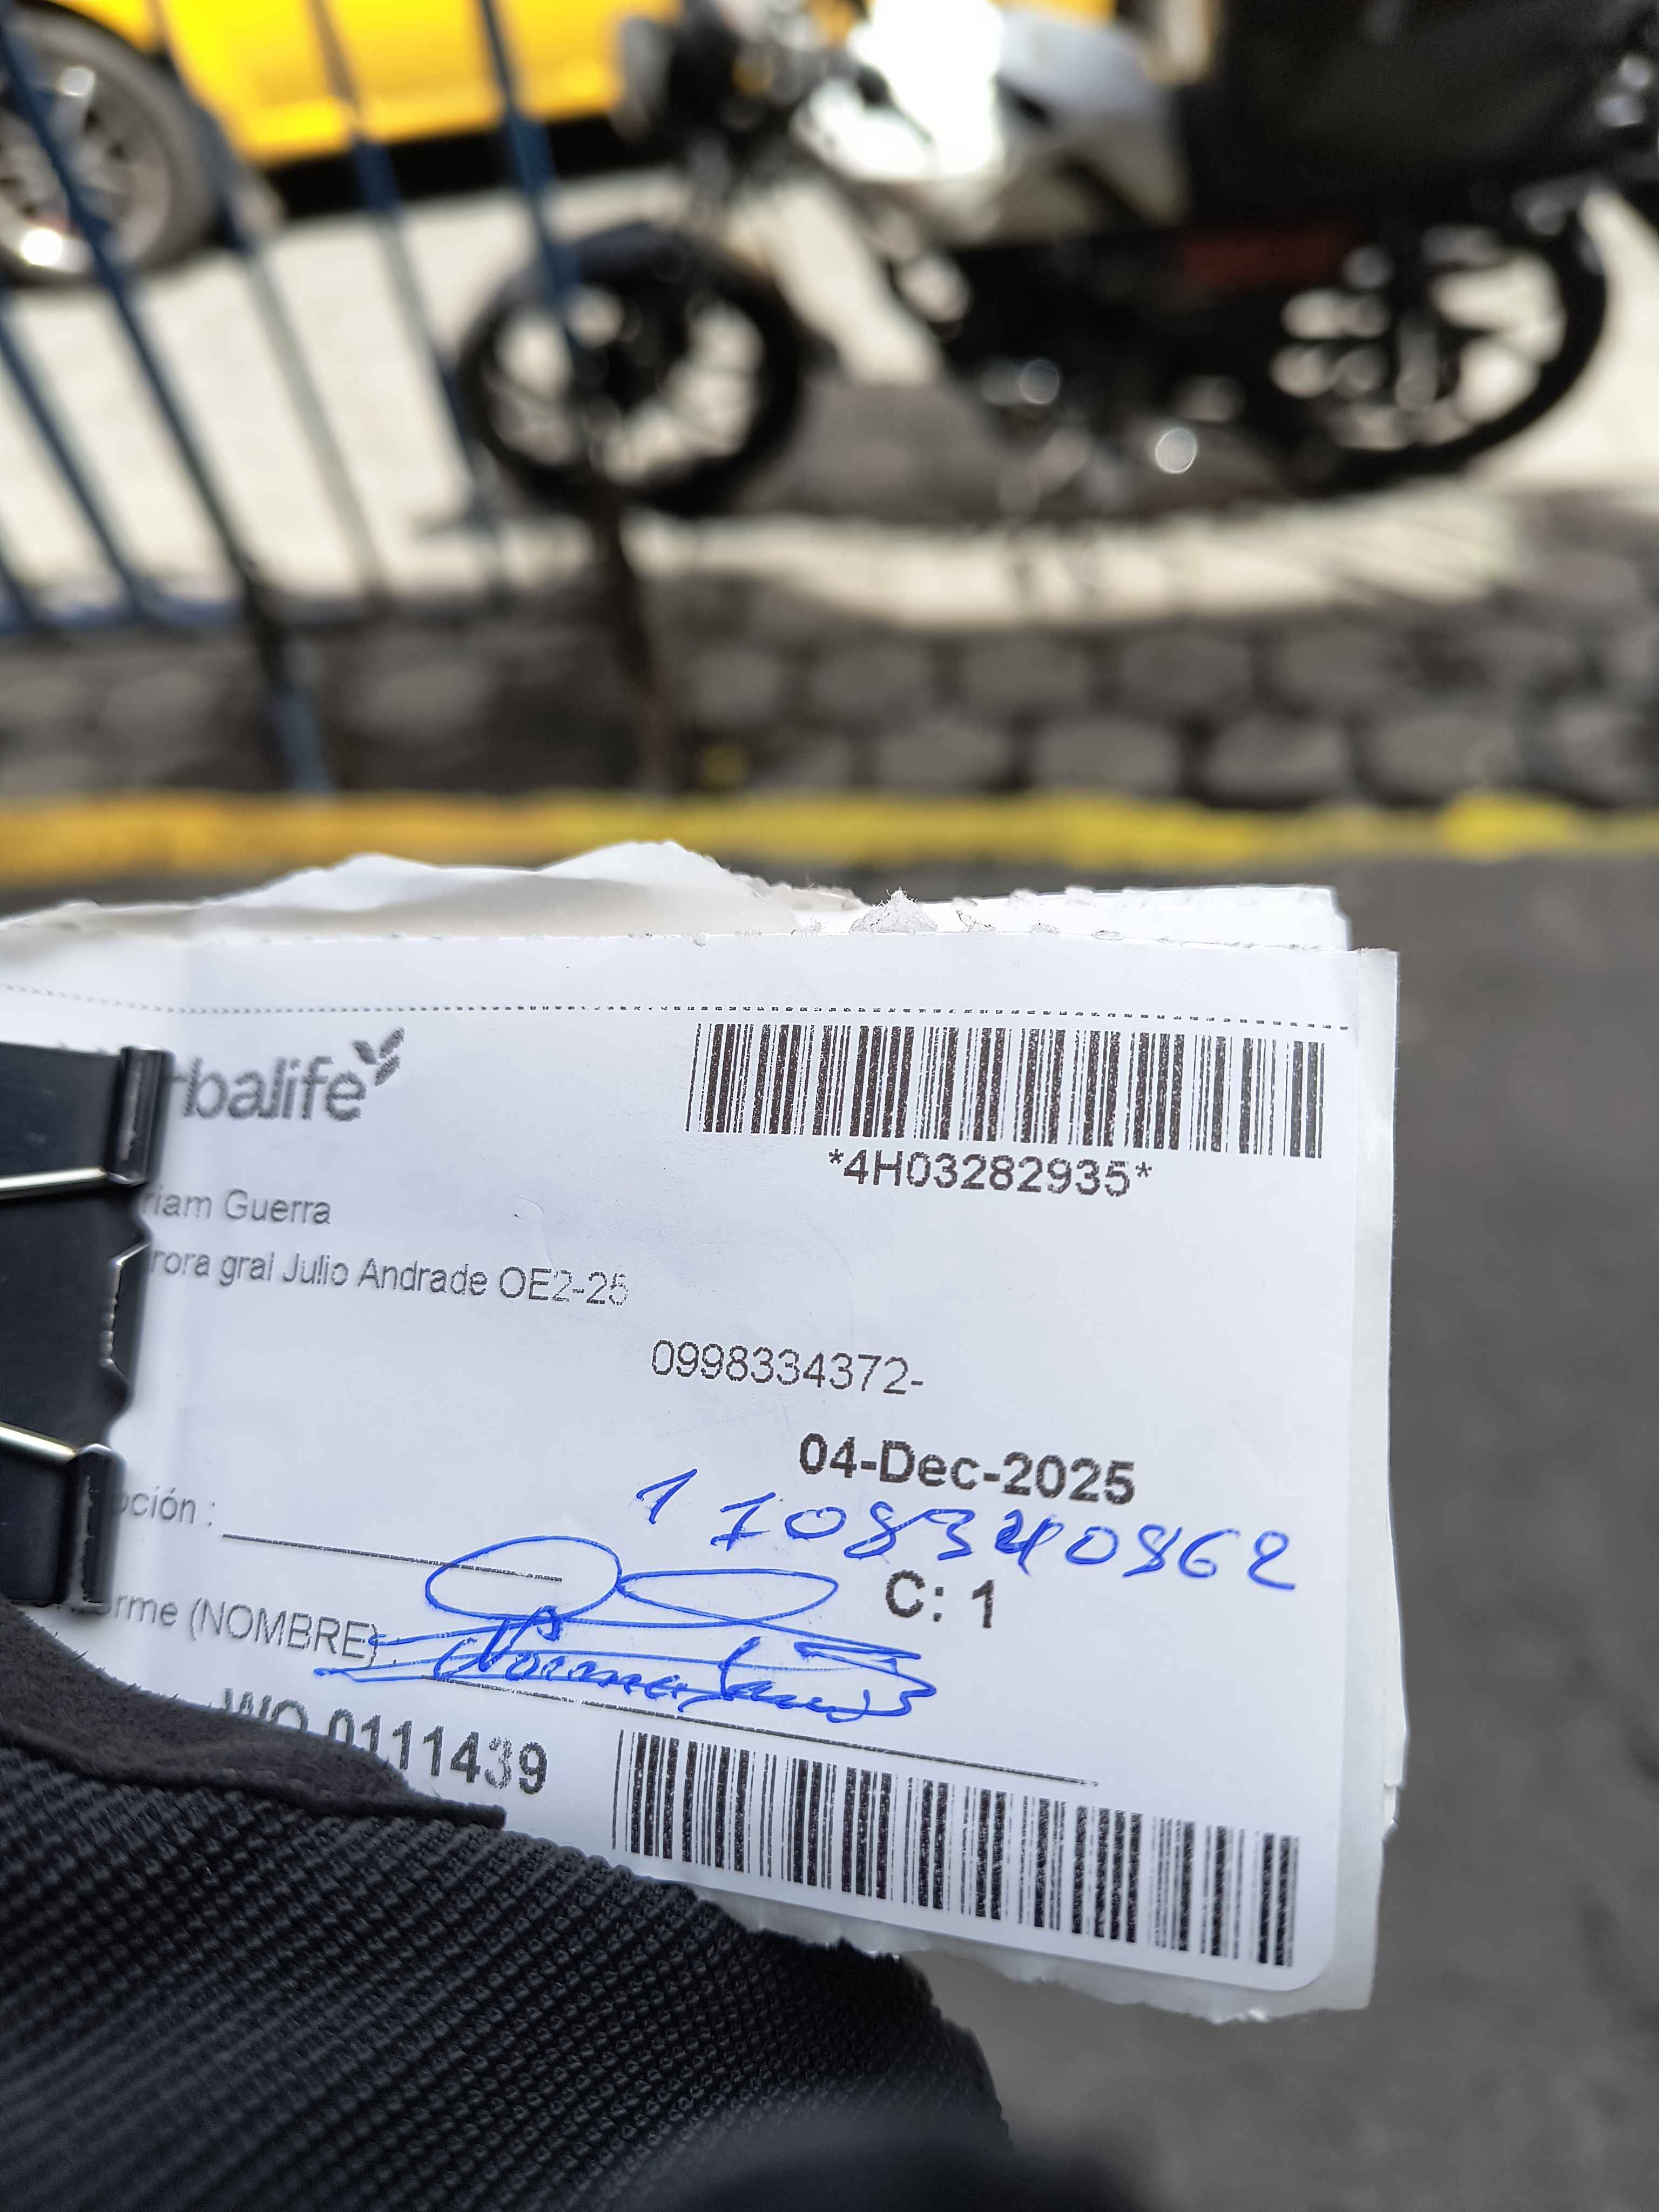 rbalife
*4H03282935*
riam Guerra
rora gral Julio Andrade OE2-25
0998334372-
04-Dec-2025
pción :
C: 1
rme (NOMBRE) :
WO 0111439